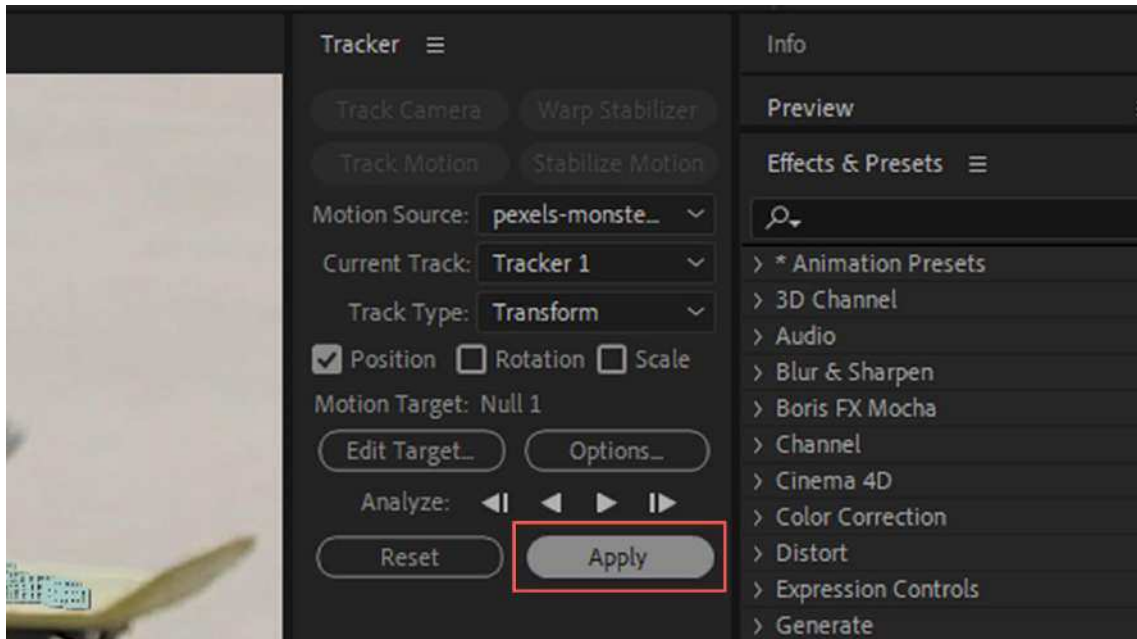 Tracker
Track Camera
Warp Stabilizer
Track Motion
Stabilize Motion
Motion Source: pexels-monste...
Current Track: Tracker 1
Track Type: Transform
Position Rotation Scale
Motion Target: Null 1
Edit Target...
Options...
Analyze:
Reset
Apply
Info
Preview
Effects & Presets
* Animation Presets
3D Channel
Audio
Blur & Sharpen
Boris FX Mocha
Channel
Cinema 4D
Color Correction
Distort
Expression Controls
Generate